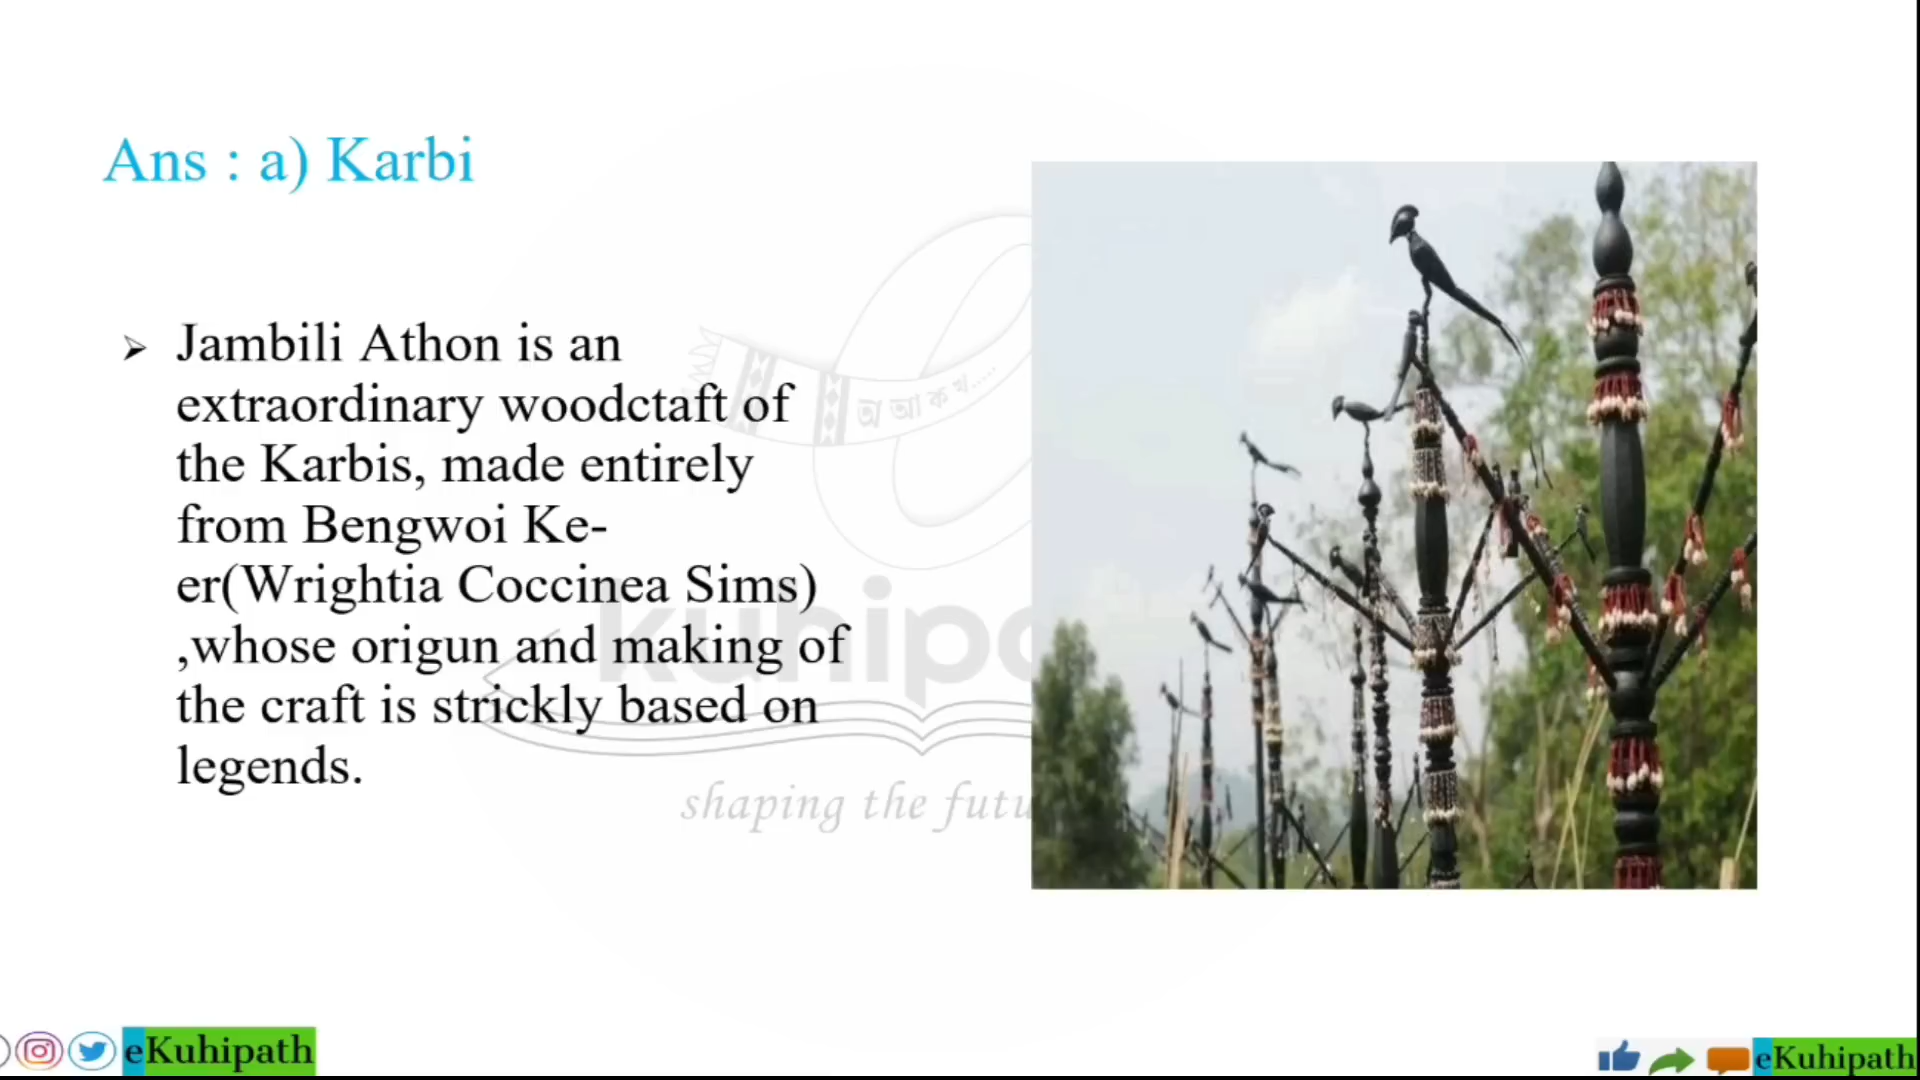 Ans : a) Karbi
➢ Jambili Athon is an
extraordinary woodctaft of
the Karbis, made entirely
from Bengwoi Ke-
er(Wrightia Coccinea Sims)
,whose origun and making of
the craft is strickly based on
legends.
অ আ ক খ.....
kuhipa
shaping the futu
eKuhipath
eKuhipath